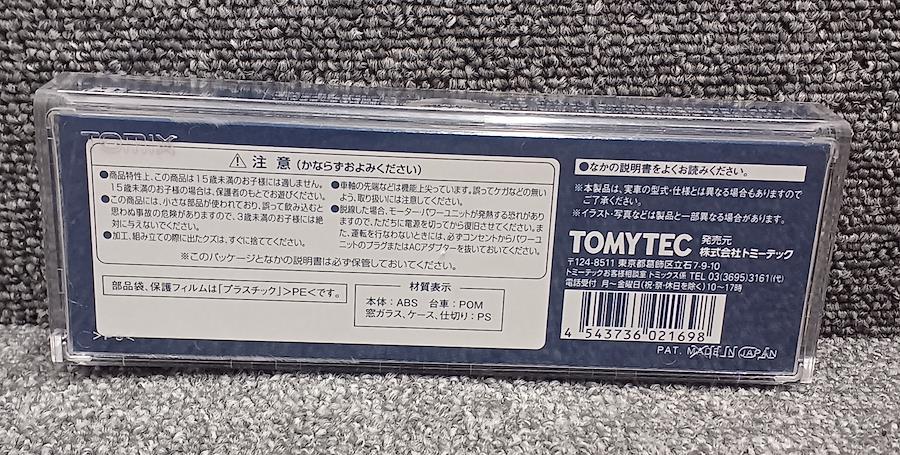 TOMIX
⚠ 注 意 (かならずおよみください)
●商品特性上、この商品は15歳未満のお子様には適しません。
15歳未満のお子様の場合は、保護者のもとでお遊びください。
●この商品には、小さな部品が使われており、誤って飲み込むと
思わぬ事故の危険がありますので、3歳未満のお子様には絶
対に与えないでください。
●加工、組み立ての際に出たクズは、すぐに捨ててください。
●車軸の先端などは機能上尖っています。誤ってケガなどの無い
よう、取り扱いには注意してください。
●脱線した場合、モーターパワーユニットが発熱する恐れがあり
ますので、ただちに電源を切ってから復旧させてください。ま
た、運転を行なわないときには、必ずコンセントからパワーユ
ニットのプラグまたはACアダプターを抜いておいてください。
※このパッケージとなかの説明書は必ず保管しておいてください。
部品袋、保護フィルムは「プラスチック」>PE<です。
材質表示
本体:ABS 台車:POM
窓ガラス、ケース、仕切り:PS
●なかの説明書をよくお読みください。
※本製品は、実車の型式・仕様とは異なる場合もありますので
ご了承ください。
※イラスト・写真などは製品と一部異なる場合があります。
TOMYTEC 発売元
株式会社トミーテック
〒124-8511 東京都葛飾区立石7-9-10
トミーテックお客様相談室 トミックス係 TEL 03(3695)3161(代)
電話受付 月~金曜日(祝・祭・休日を除く)10~17時
4 543736 021698
PAT. MADE IN JAPAN